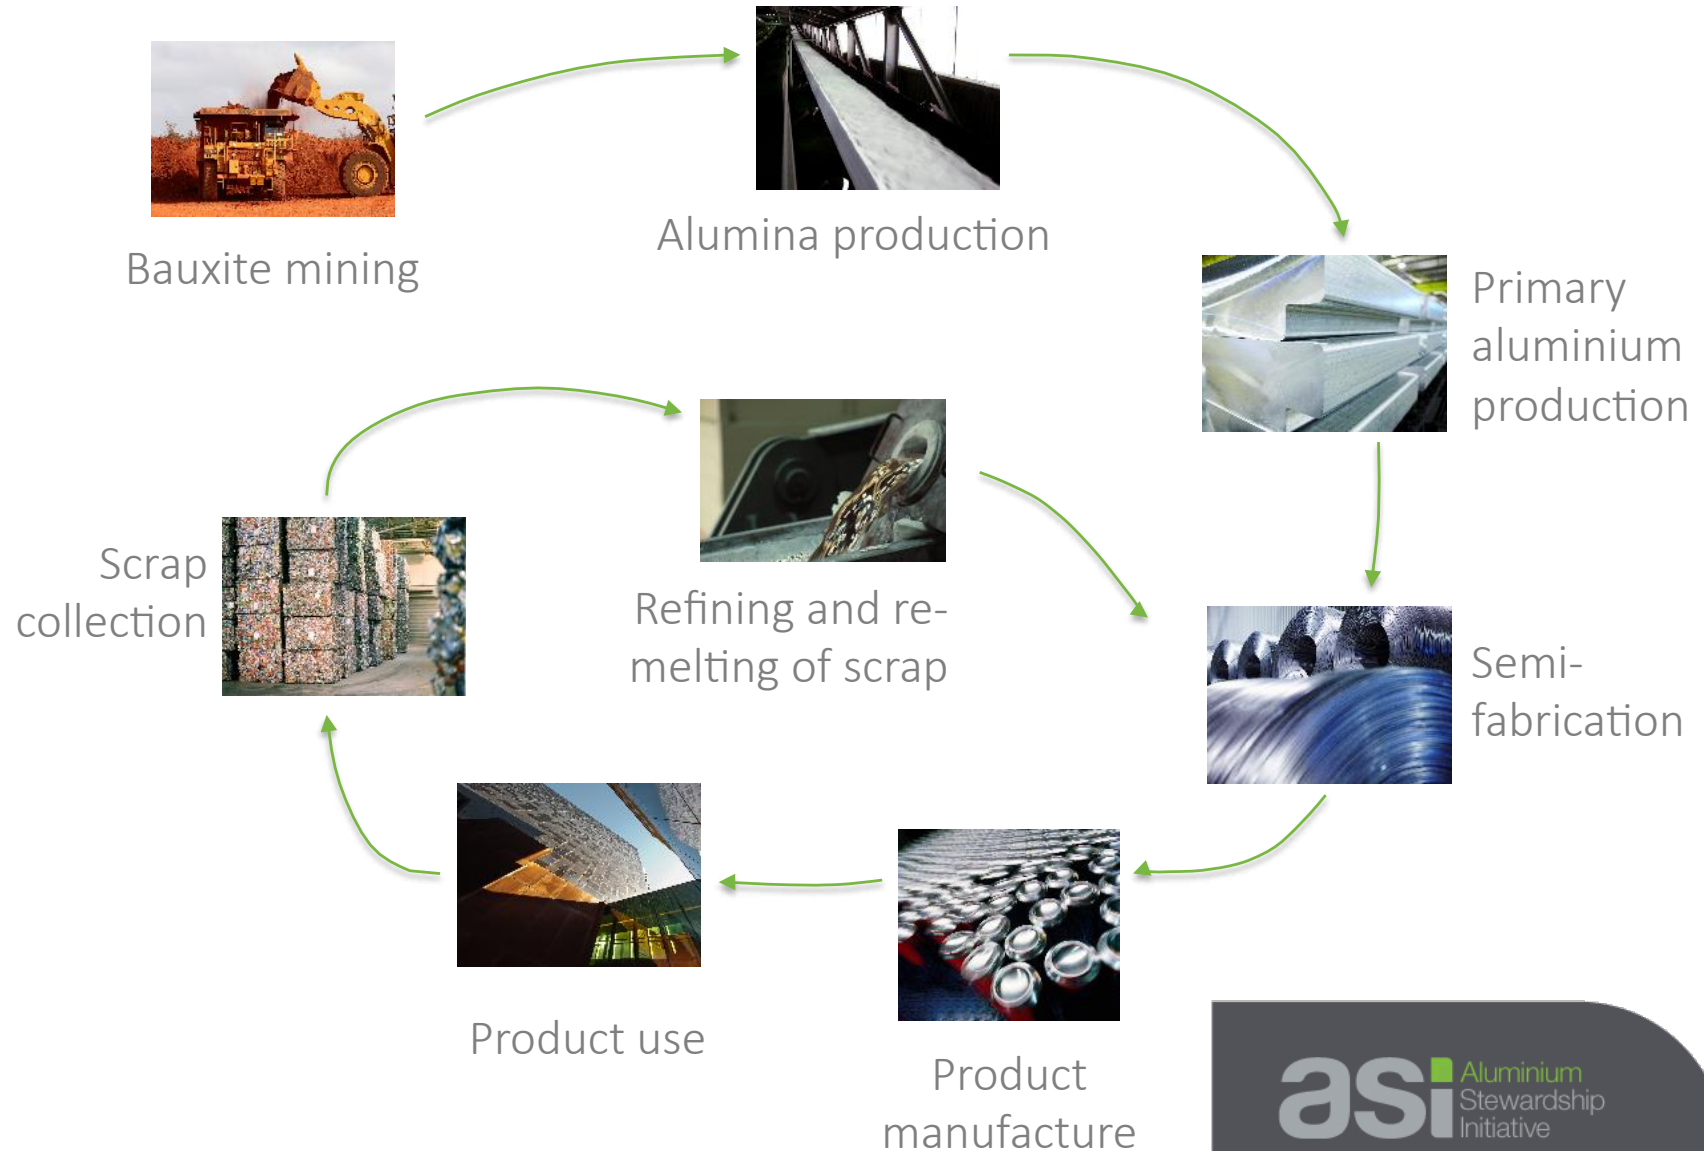 Bauxite mining
Alumina production
Primary
aluminium
production
Scrap
collection
Refining and re-
melting of scrap
Semi-
fabrication
Product use
Product
manufacture
asi
Aluminium
Stewardship
Initiative